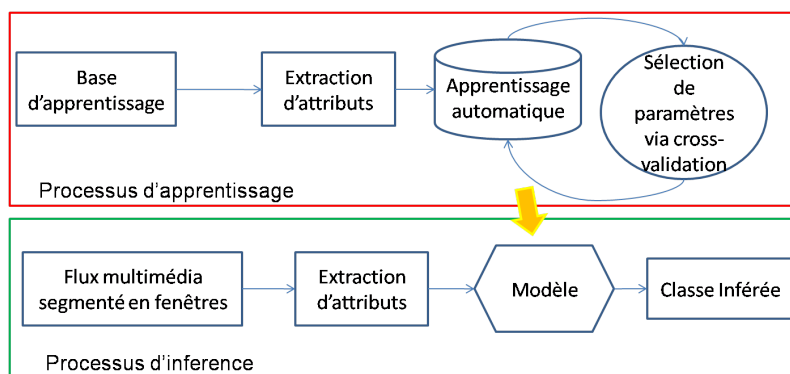 Base
d'apprentissage
Extraction
d'attributs
Apprentissage
automatique
Sélection
de
paramètres
via cross-
validation
Processus d'apprentissage
Flux multimédia
segmenté en fenêtres
Extraction
d'attributs
Modèle
Classe Inférée
Processus d'inference